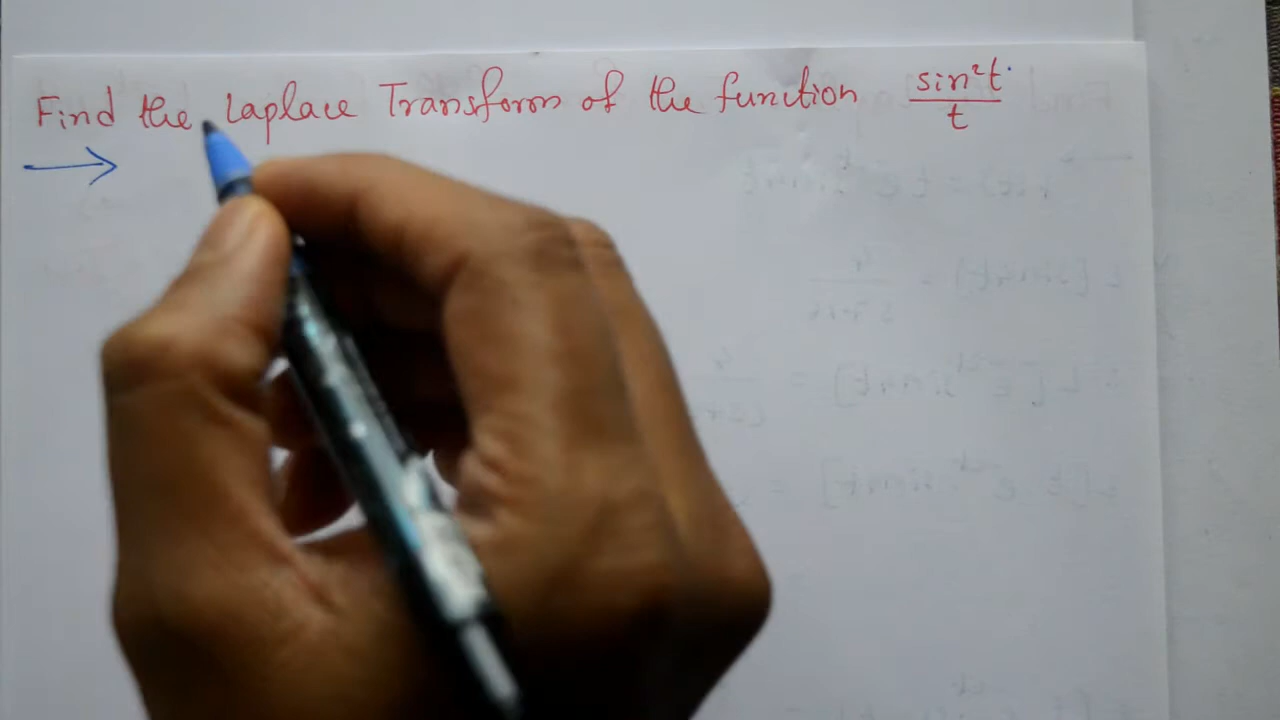 Find the Laplace Transform of the function sin²t/t